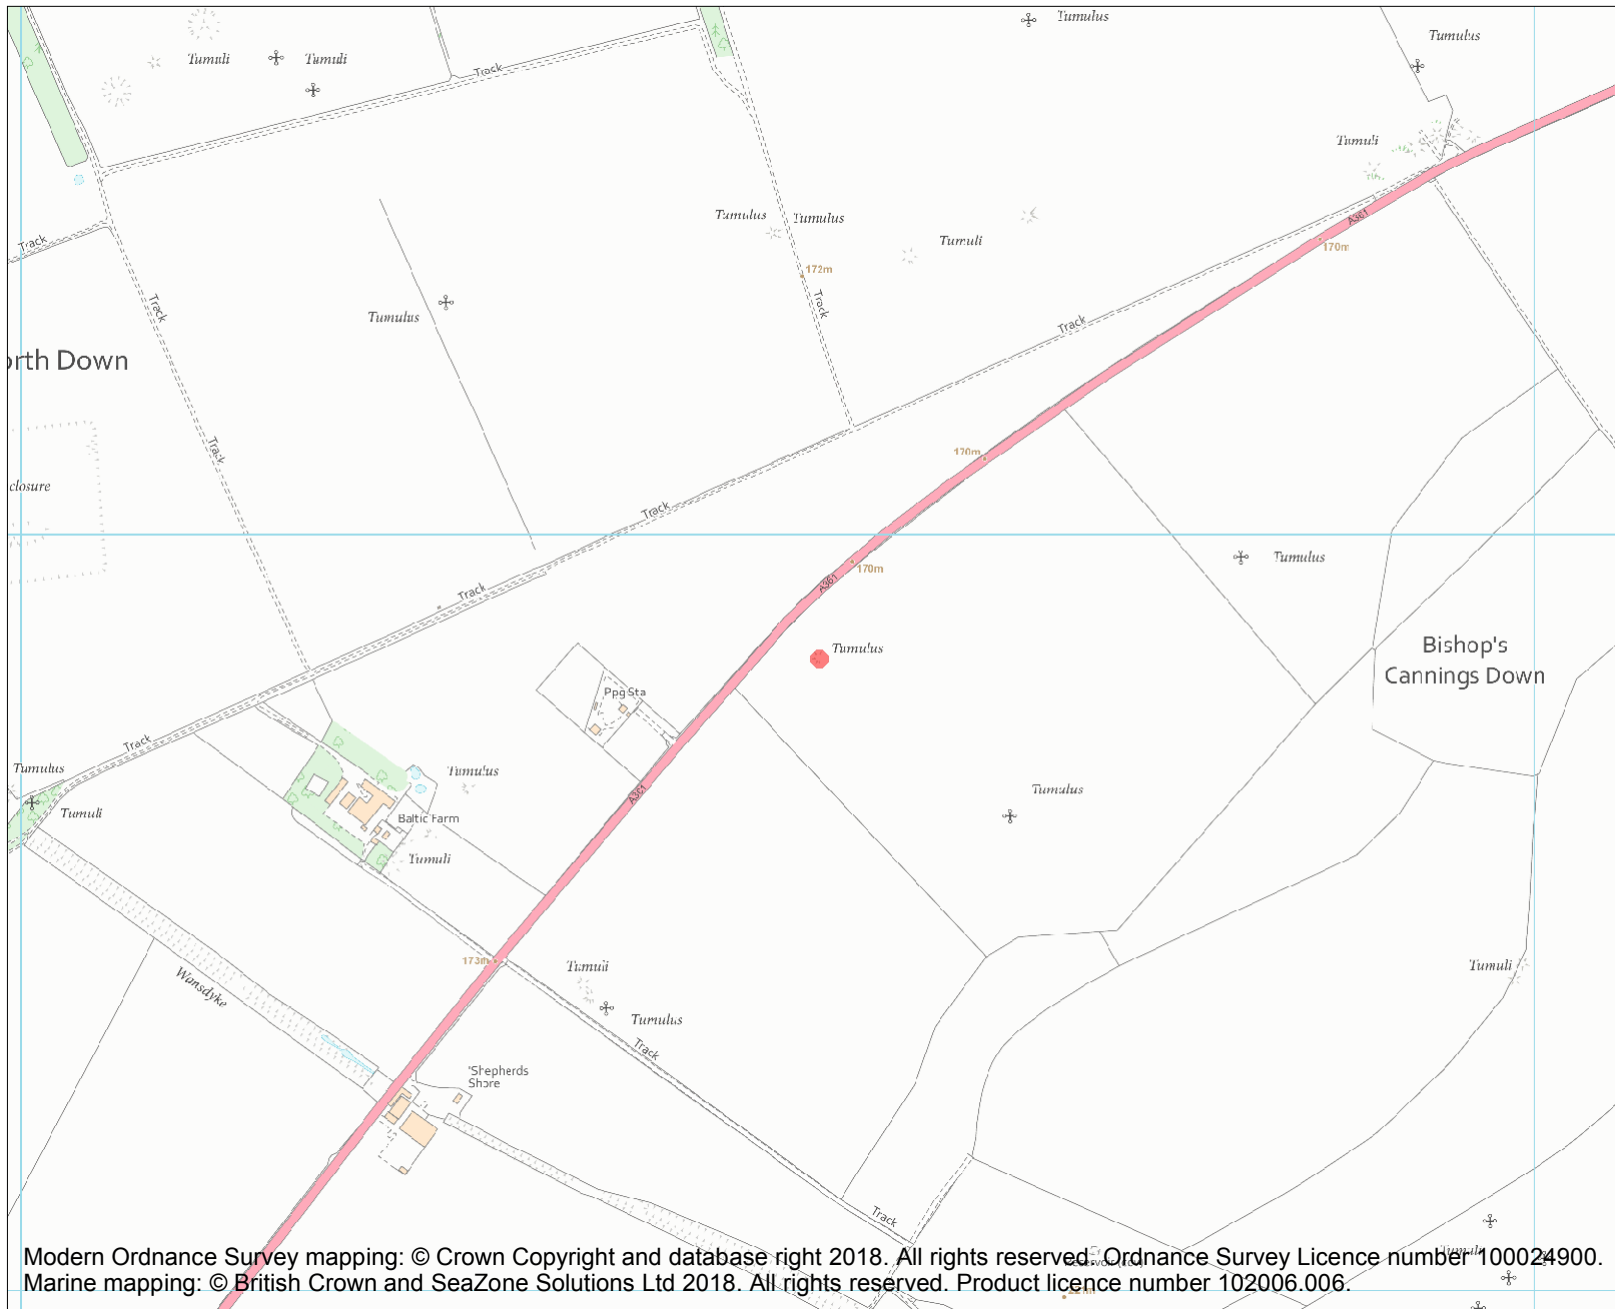 Tumulus
Tumulus
Tumuli
Tumuli
Track
Tumuli
Tumulus
Tumulus
Tumuli
A361
170m
Track
172m
Track
Track
Tumulus
Track
orth Down
170m
Track
closure
Track
Tumulus
170m
A361
Track
Tumulus
Bishop's
Cannings Down
Ppg Sta
Track
Tumulus
Tumulus
Tumulus
A361
Tumuli
Baltic Farm
Tumuli
173m
Tumuli
Tumuli
Wansdyke
Tumulus
Track
'Shepherds
Shore
Track
Tumuli
Modern Ordnance Survey mapping: © Crown Copyright and database right 2018. All rights reserved. Ordnance Survey Licence number 100024900.
Marine mapping: © British Crown and SeaZone Solutions Ltd 2018. All rights reserved. Product licence number 102006.006.